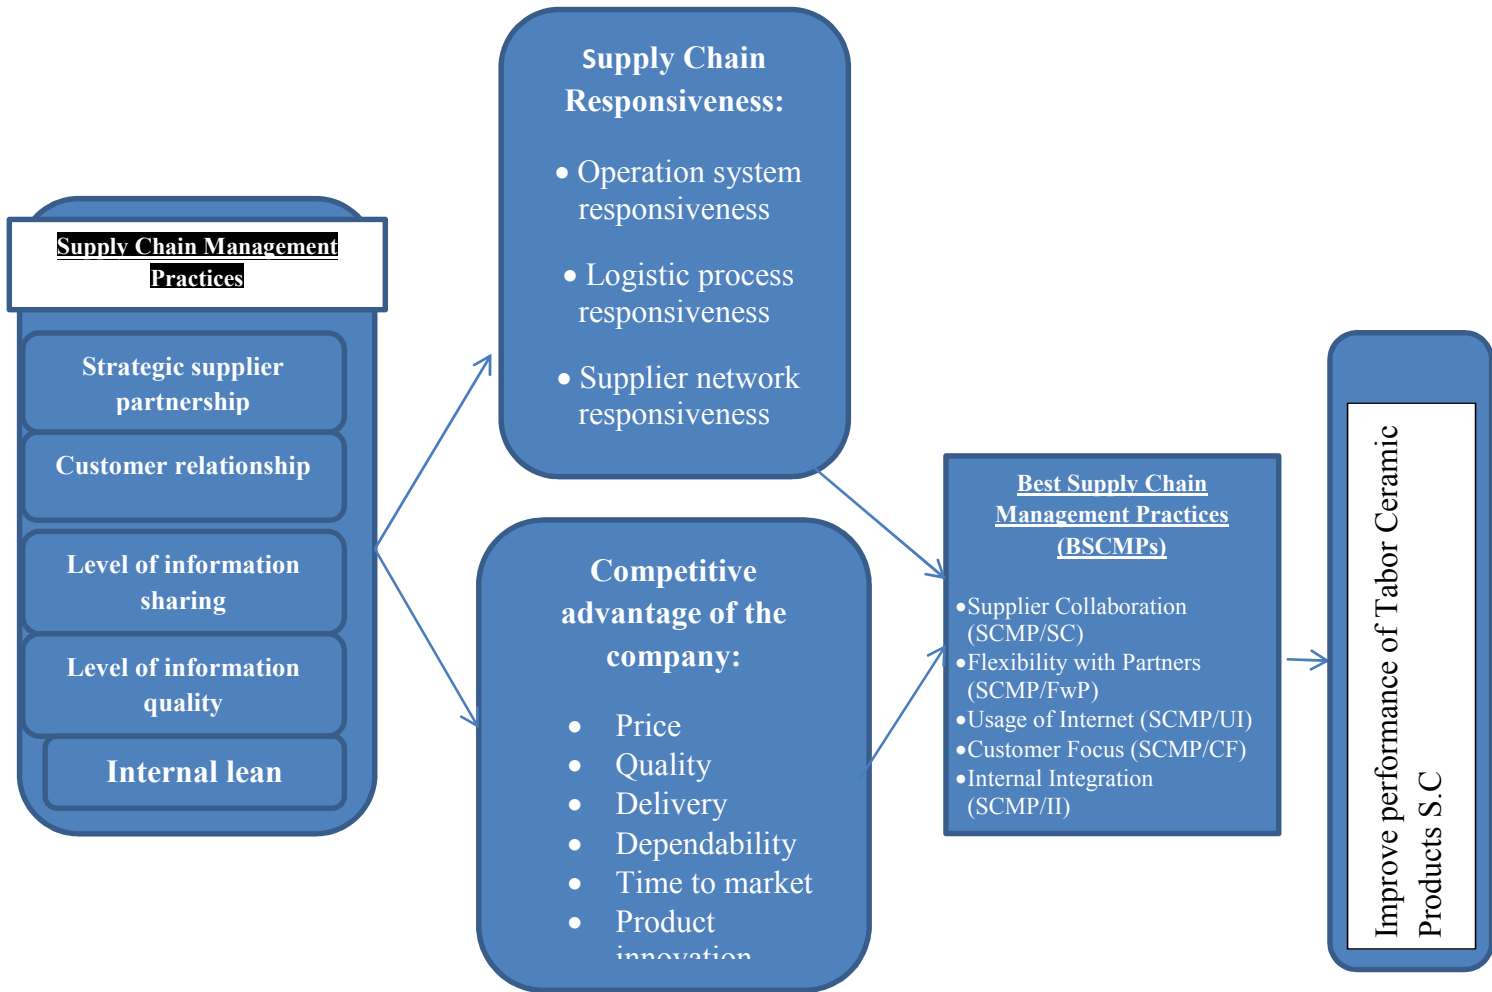 Supply Chain Management
Practices
Strategic supplier
partnership
Customer relationship
Level of information
sharing
Level of information
quality
Internal lean
Supply Chain
Responsiveness:
• Operation system
responsiveness
• Logistic process
responsiveness
• Supplier network
responsiveness
Competitive
advantage of the
company:
• Price
• Quality
• Delivery
• Dependability
• Time to market
• Product
innovation
Best Supply Chain
Management Practices
(BSCMPs)
•Supplier Collaboration
(SCMP/SC)
•Flexibility with Partners
(SCMP/FwP)
•Usage of Internet (SCMP/UI)
•Customer Focus (SCMP/CF)
•Internal Integration
(SCMP/II)
Improve performance of Tabor Ceramic
Products S.C